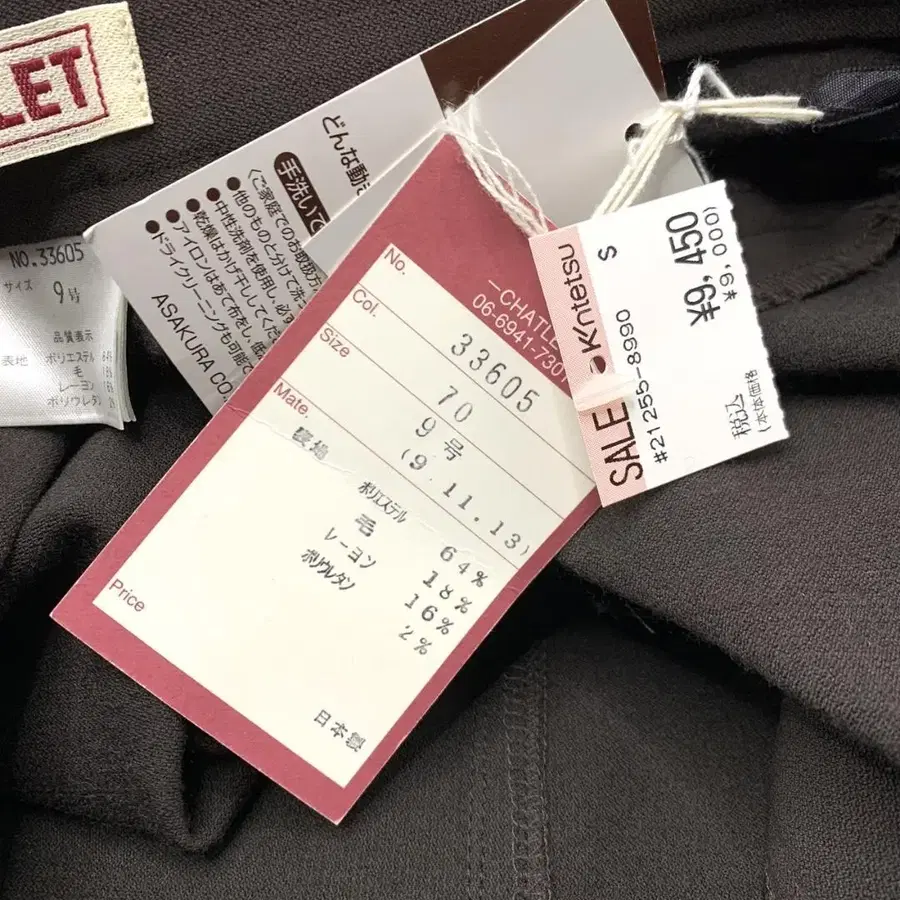 LET
NO.33605
サイズ 9号
品質表示
表地 ポリエステル
毛
レーヨン
ポリウレタン
どんな動
手洗いで
(ご家庭でのお取扱方
●他のものと分けて洗
●中性洗剤を使用し、必ず
●乾燥はかげ干ししてくだ
●アイロンはあて布をし、低
●ドライクリーニングも可能で
ASAKURA CO.
–CHATLE
06-6941-7301
No. 33605
Col. 70
Size 9号
(9.11.13)
Mate. 表地
ポリエステル 64%
毛 18%
レーヨン 16%
ポリウレタン 2%
Price
日本製
Kintetsu S
SALE #21255-8990
¥9,450
¥9,000)
税込
(本体価格